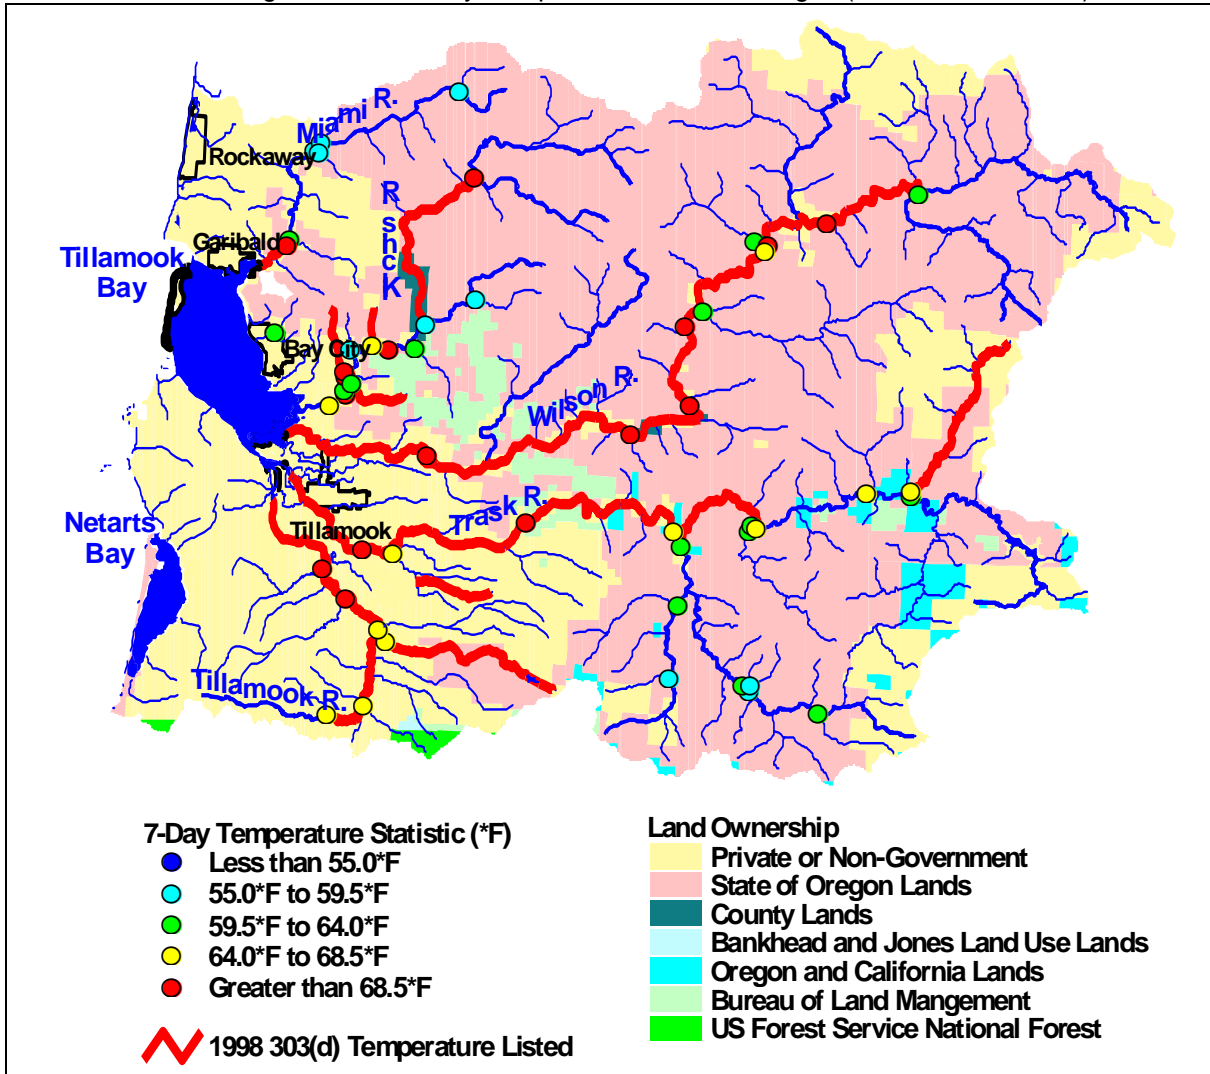 Miami R.
Rockaway
Kilchis R
Garibaldi
Tillamook
Bay
Bay City
Wilson R.
Trask R.
Netarts
Bay
Tillamook
Tillamook R.
7-Day Temperature Statistic (*F)
Less than 55.0*F
55.0*F to 59.5*F
59.5*F to 64.0*F
64.0*F to 68.5*F
Greater than 68.5*F
1998 303(d) Temperature Listed
Land Ownership
Private or Non-Government
State of Oregon Lands
County Lands
Bankhead and Jones Land Use Lands
Oregon and California Lands
Bureau of Land Mangement
US Forest Service National Forest